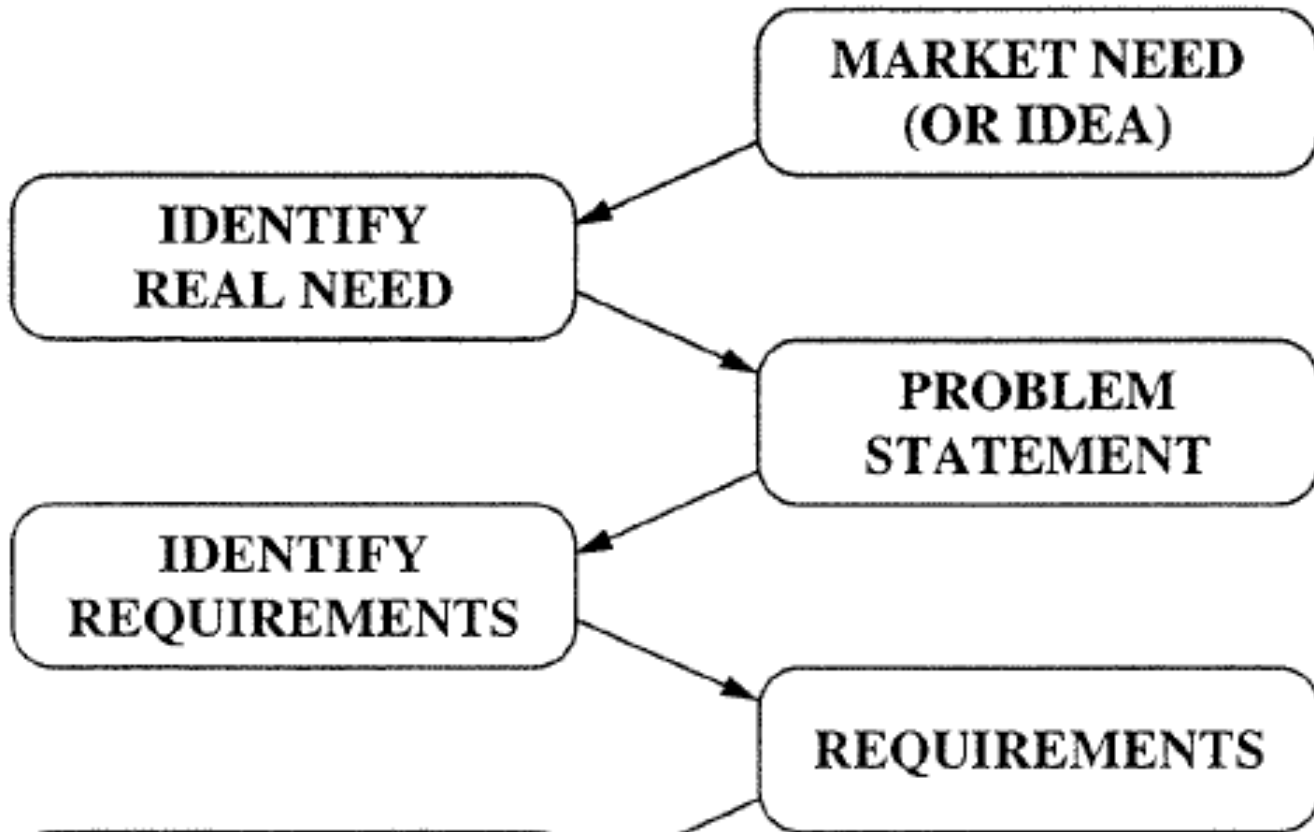 MARKET NEED
(OR IDEA)
IDENTIFY
REAL NEED
PROBLEM
STATEMENT
IDENTIFY
REQUIREMENTS
REQUIREMENTS